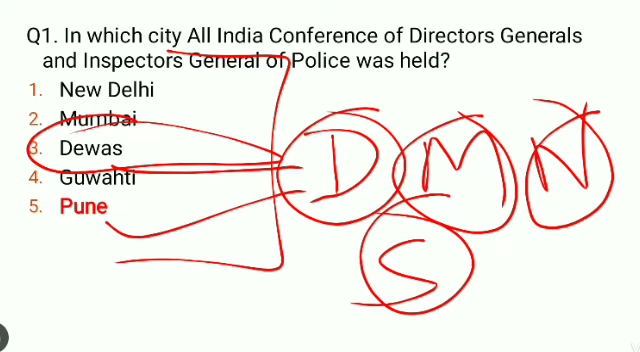 Q1. In which city All India Conference of Directors Generals
and Inspectors General of Police was held?
1. New Delhi
2. Mumbai
3. Dewas
4. Guwahti
5. Pune
D M N
S